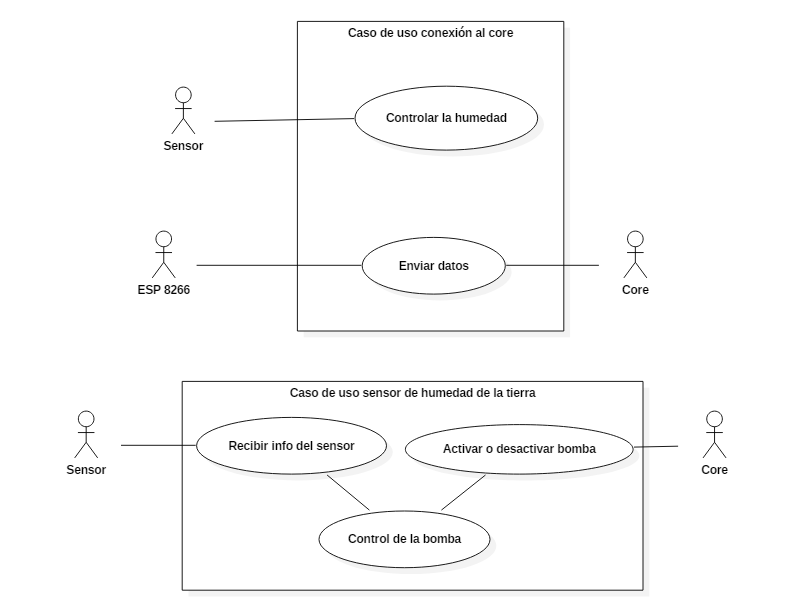 Caso de uso conexión al core
Controlar la humedad
Sensor
Enviar datos
ESP 8266
Core
Caso de uso sensor de humedad de la tierra
Recibir info del sensor
Activar o desactivar bomba
Sensor
Core
Control de la bomba